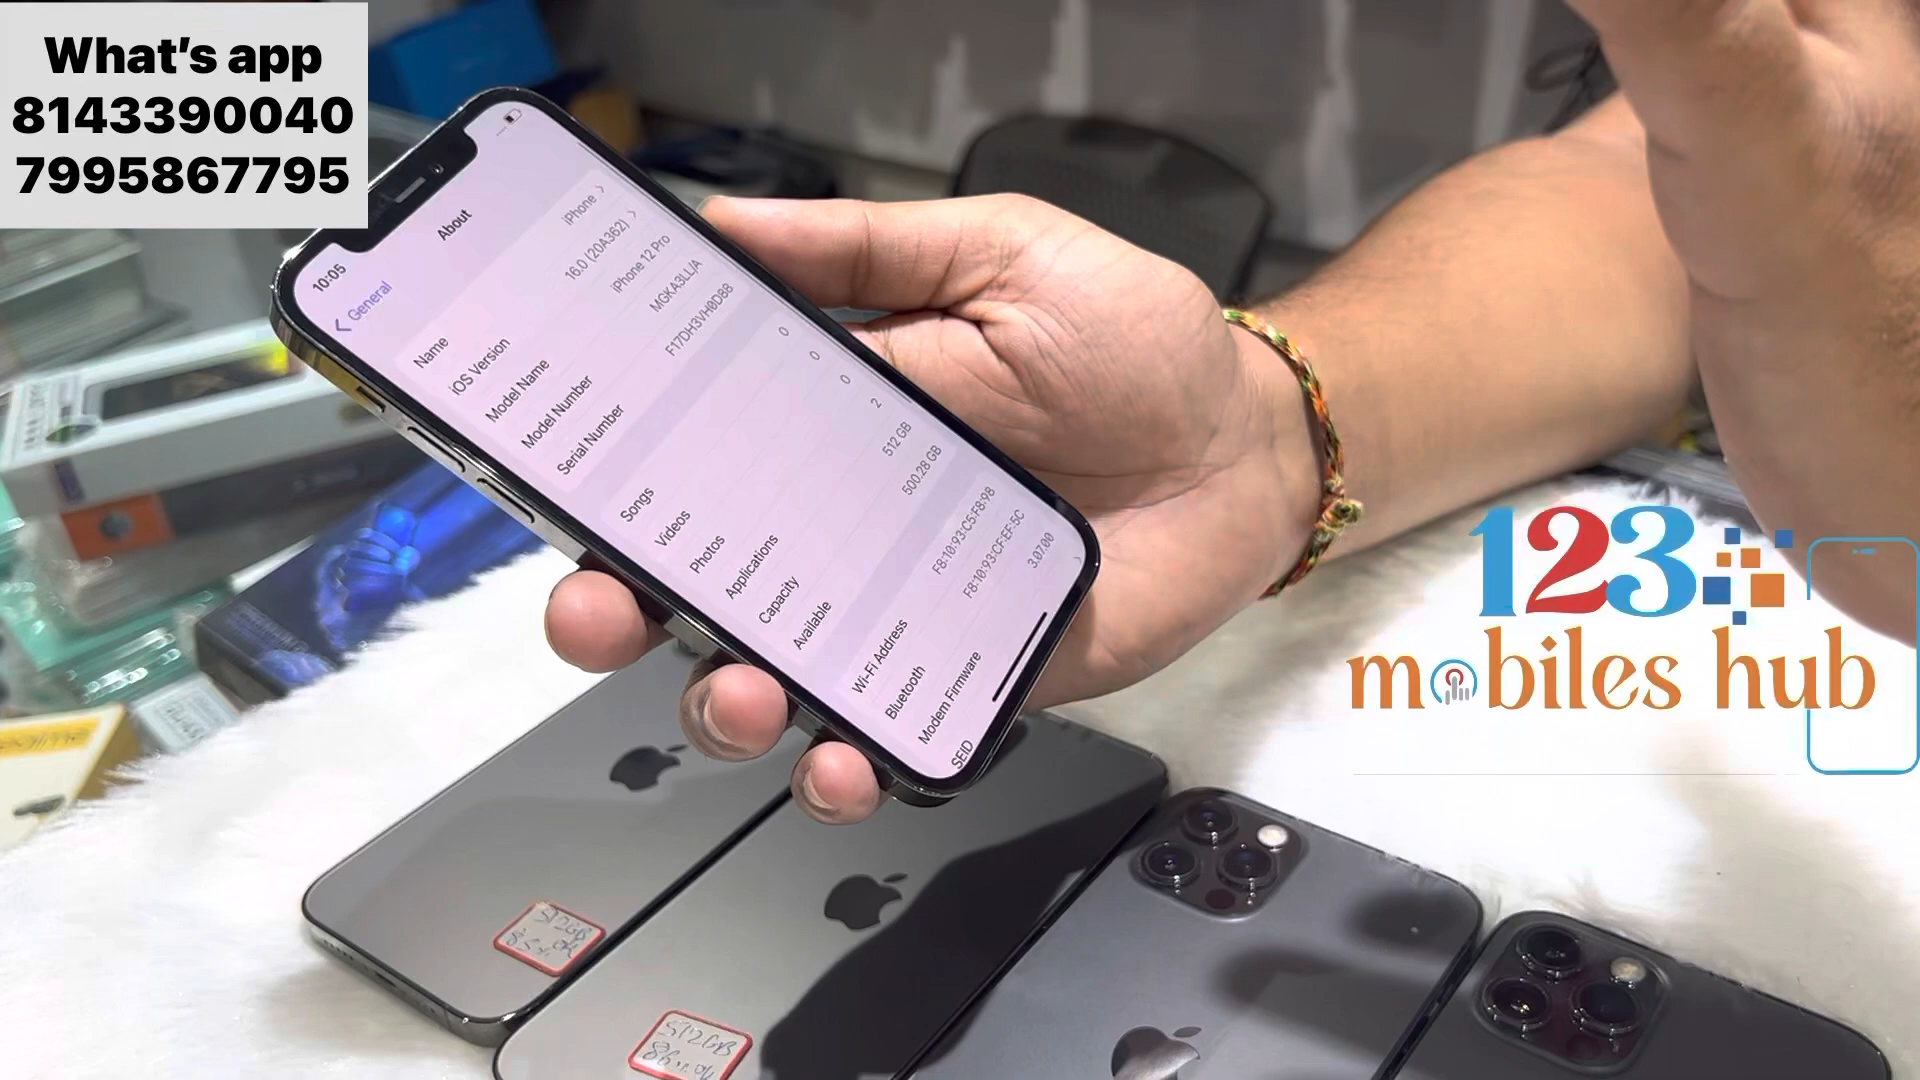 What's app
8143390040
7995867795
10:05
General
About
Name
iPhone
iOS Version
16.0 (20A362)
Model Name
iPhone 12 Pro
Model Number
MGKA3LL/A
Serial Number
F17DH3VH0D88
Songs
0
Videos
0
Photos
0
Applications
2
Capacity
512 GB
Available
500.28 GB
Wi-Fi Address
F8:10:93:C5:F8:98
Bluetooth
F8:10:93:CF:EF:5C
Modem Firmware
3.07.00
SEID
123
mobiles hub
512GB
512GB